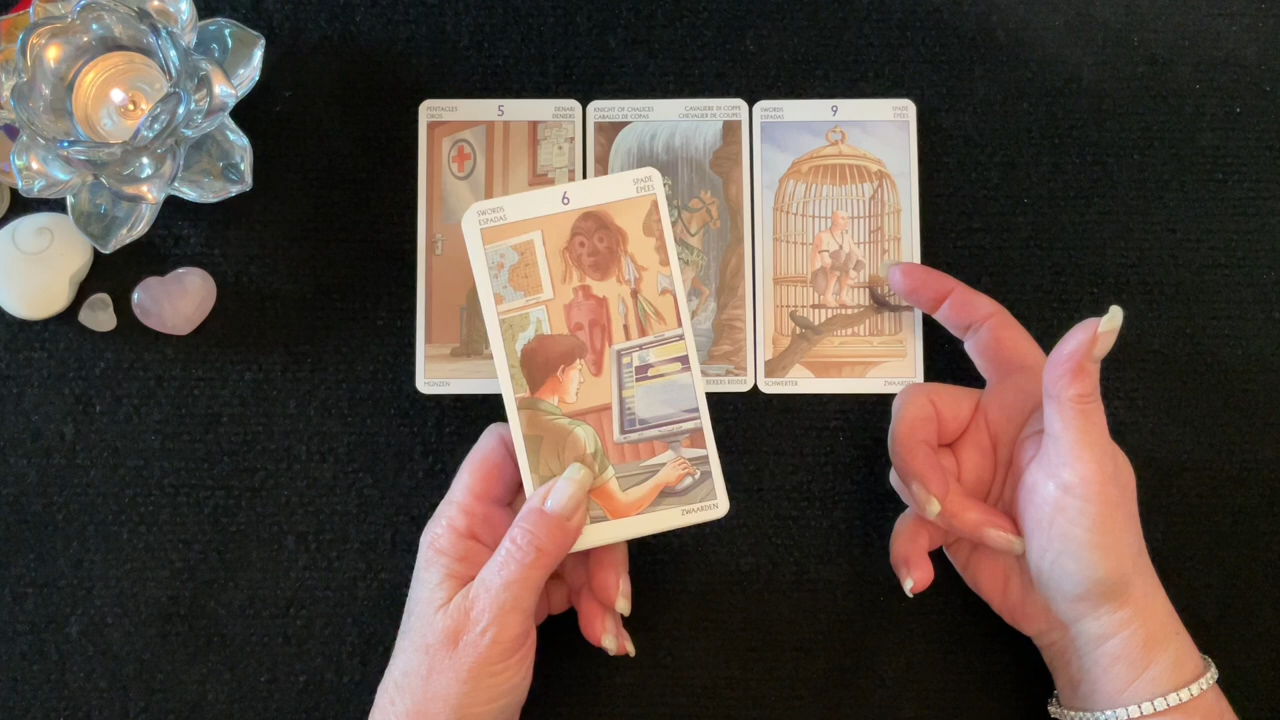 PENTACLES
OROS
5
DENARI
DENIERS
MÜNZEN
KNIGHT OF CHALICES
CABALLO DE COPAS
CAVALIERE DI COPPE
CHEVALIER DE COUPES
BEKERS RIDDER
SWORDS
ESPADAS
9
SPADE
ÉPÉES
SCHWERTER
ZWAARDEN
SWORDS
ESPADAS
6
SPADE
ÉPÉES
ZWAARDEN